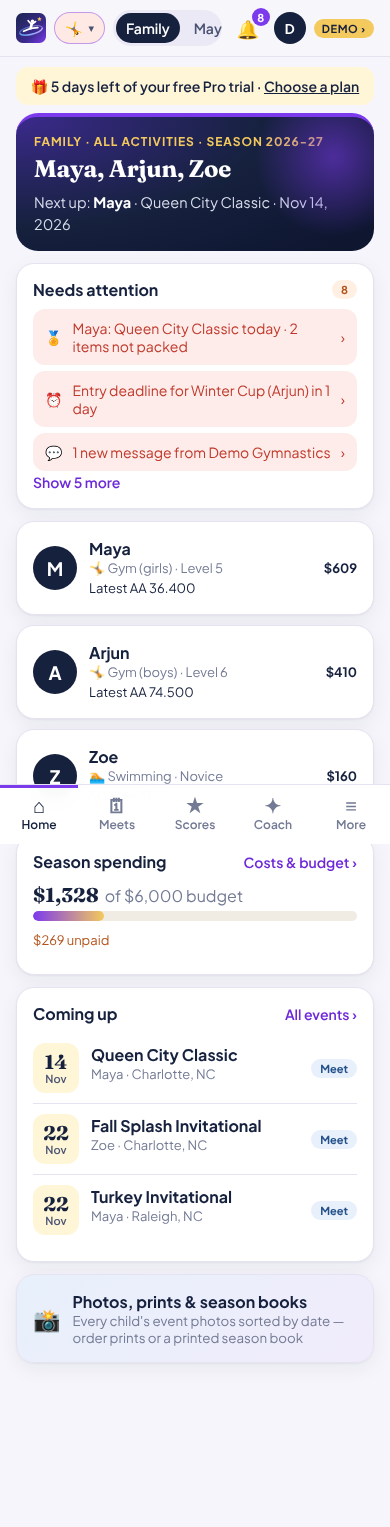 Family May
8
D
DEMO ›
5 days left of your free Pro trial · Choose a plan
FAMILY · ALL ACTIVITIES · SEASON 2026-27
Maya, Arjun, Zoe
Next up: Maya · Queen City Classic · Nov 14,
2026
Needs attention
8
Maya: Queen City Classic today · 2
items not packed
›
Entry deadline for Winter Cup (Arjun) in 1
day
›
1 new message from Demo Gymnastics ›
Show 5 more
M
Maya
Gym (girls) · Level 5
Latest AA 36.400
$609
A
Arjun
Gym (boys) · Level 6
Latest AA 74.500
$410
Z
Zoe
Swimming · Novice
$160
Home
Meets
Scores
Coach
More
Season spending
Costs & budget ›
$1,328 of $6,000 budget
$269 unpaid
Coming up
All events ›
14
Nov
Queen City Classic
Maya · Charlotte, NC
Meet
22
Nov
Fall Splash Invitational
Zoe · Charlotte, NC
Meet
22
Nov
Turkey Invitational
Maya · Raleigh, NC
Meet
Photos, prints & season books
Every child's event photos sorted by date —
order prints or a printed season book